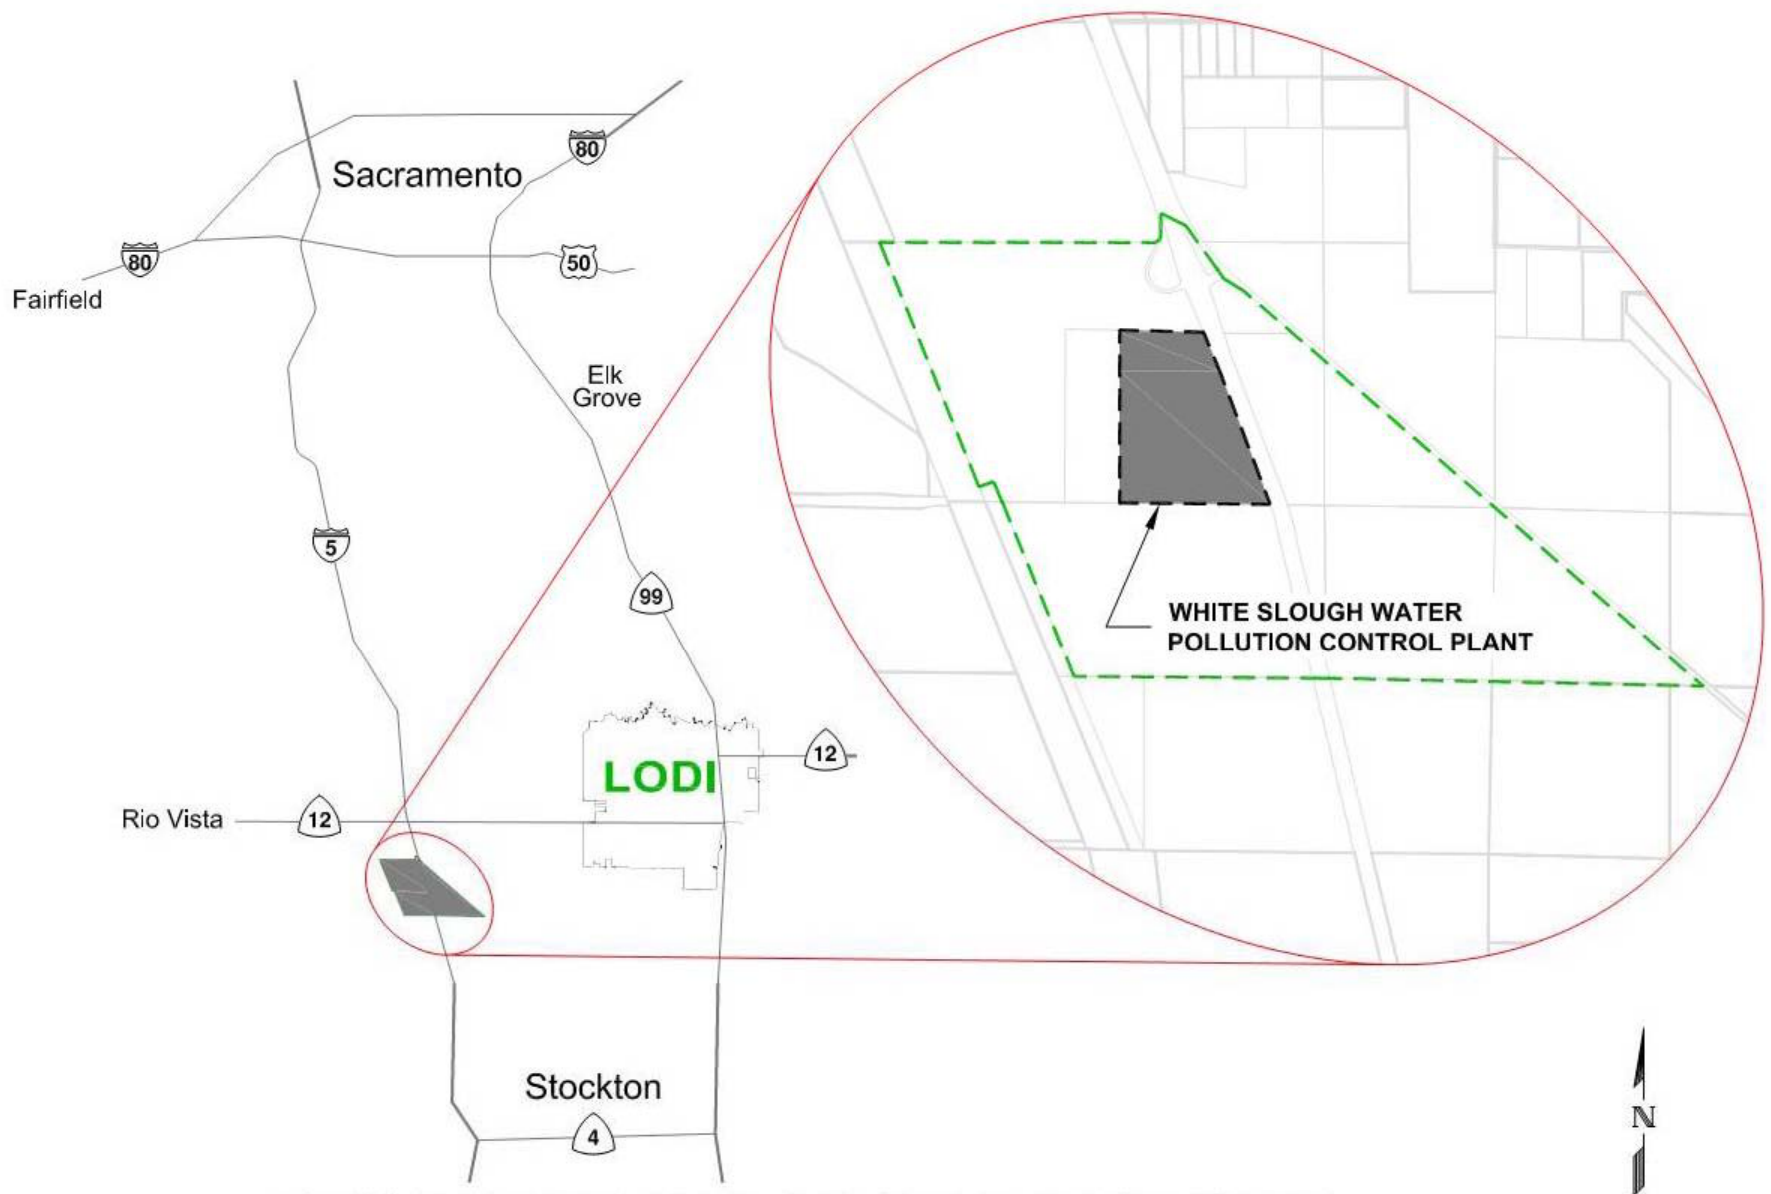 80
Sacramento
80
50
Fairfield
Elk
Grove
5
99
WHITE SLOUGH WATER
POLLUTION CONTROL PLANT
12
LODI
Rio Vista
12
Stockton
4
N